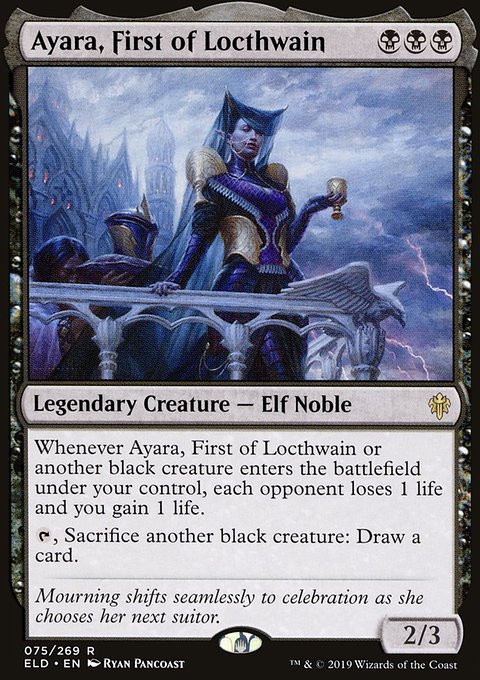 Ayara, First of Locthwain
Legendary Creature — Elf Noble
Whenever Ayara, First of Locthwain or
another black creature enters the battlefield
under your control, each opponent loses 1 life
and you gain 1 life.
, Sacrifice another black creature: Draw a
card.
Mourning shifts seamlessly to celebration as she
chooses her next suitor.
2/3
075/269 R
ELD • EN Ryan Pancoast
™ & © 2019 Wizards of the Coast